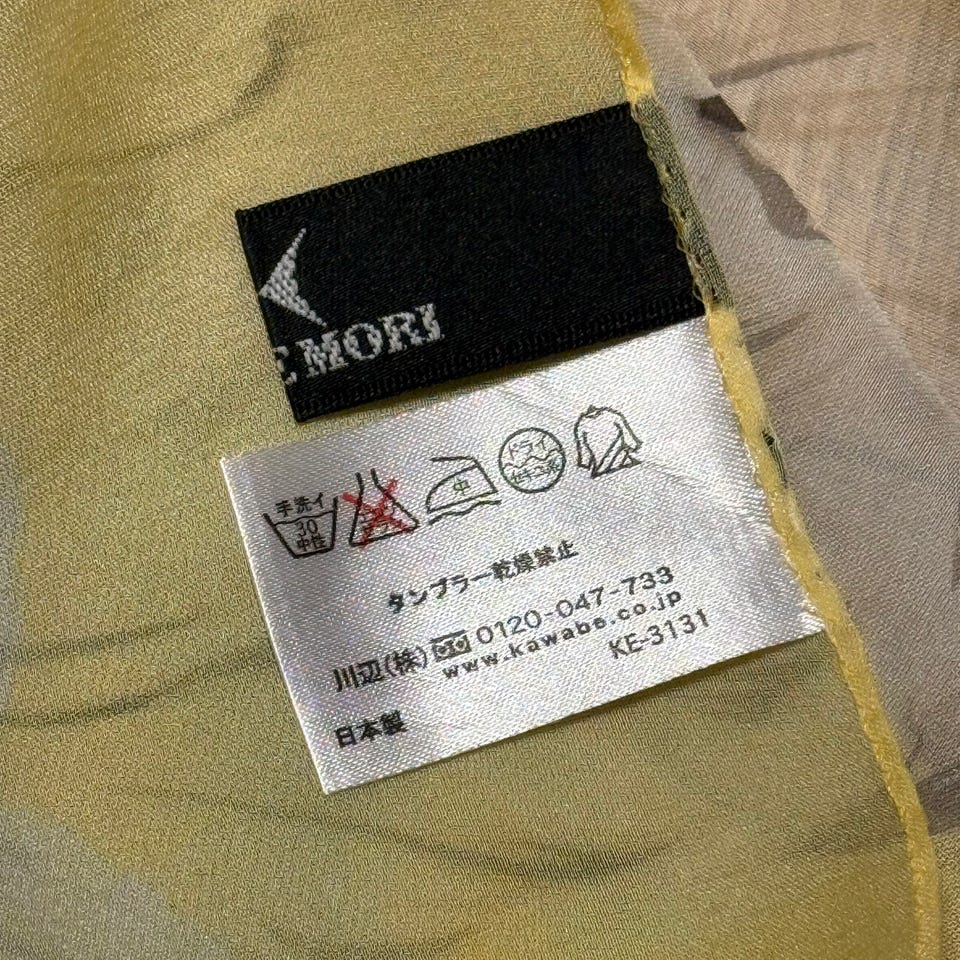 E MORI
手洗イ
30
中性
中
ドライ
タンブラー乾燥禁止
川辺(株) 0120-047-733
www.kawabe.co.jp
KE-3131
日本製